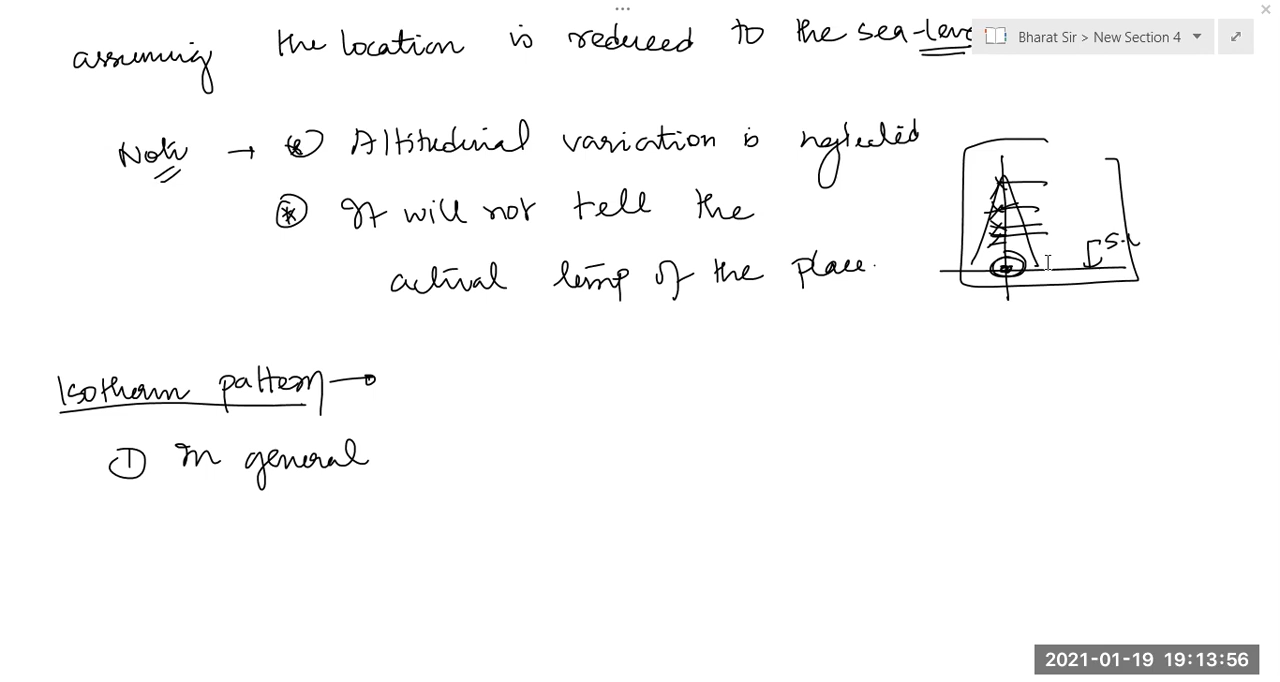 assuming the location is reduced to the sea-leve
Bharat Sir > New Section 4
Note → * Altitudinal variation is neglected
* It will not tell the
actual temp of the place.
S.L
Isotherm pattern →
① In general
2021-01-19 19:13:56